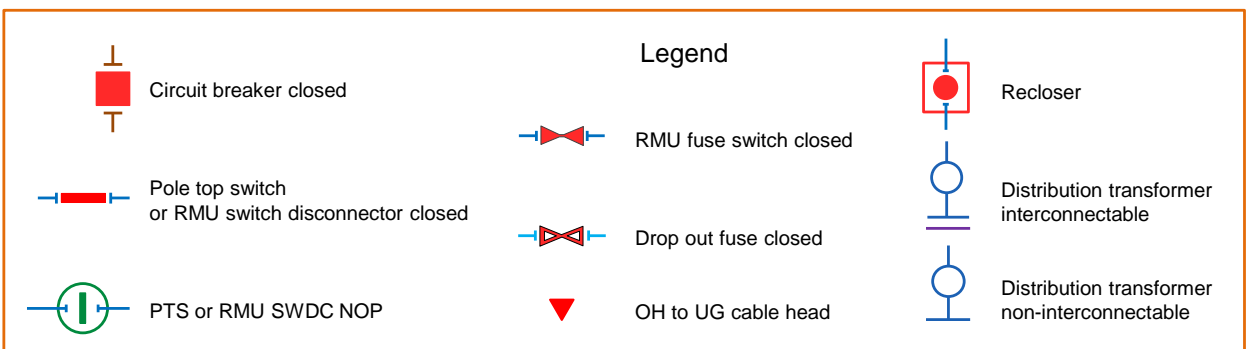 Legend
Circuit breaker closed
Pole top switch
or RMU switch disconnector closed
PTS or RMU SWDC NOP
RMU fuse switch closed
Drop out fuse closed
OH to UG cable head
Recloser
Distribution transformer
interconnectable
Distribution transformer
non-interconnectable